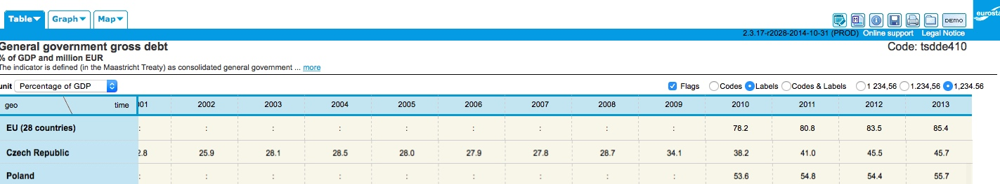 Table Graph Map
DEMO
eurosta
2.3.17-r2028-2014-10-31 (PROD) Online support Legal Notice
General government gross debt Code: tsdde410
% of GDP and million EUR
The indicator is defined (in the Maastricht Treaty) as consolidated general government ... more
unit Percentage of GDP Flags Codes Labels Codes & Labels 1 234,56 1.234,56 1,234.56
geo time 001 2002 2003 2004 2005 2006 2007 2008 2009 2010 2011 2012 2013
EU (28 countries) : : : : : : : : : 78.2 80.8 83.5 85.4
Czech Republic 2.8 25.9 28.1 28.5 28.0 27.9 27.8 28.7 34.1 38.2 41.0 45.5 45.7
Poland : : : : : : : : : 53.6 54.8 54.4 55.7